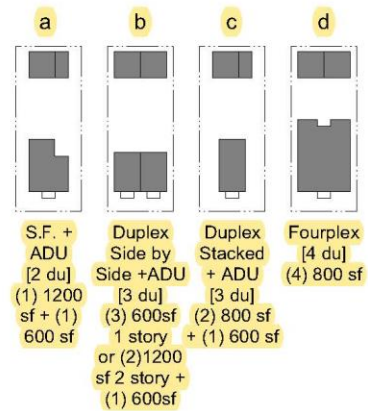 a
b
c
d
S.F. +
ADU
[2 du]
(1) 1200
sf + (1)
600 sf
Duplex
Side by
Side +ADU
[3 du]
(3) 600sf
1 story
or (2)1200
sf 2 story +
(1) 600sf
Duplex
Stacked
+ ADU
[3 du]
(2) 800 sf
+ (1) 600 sf
Fourplex
[4 du]
(4) 800 sf